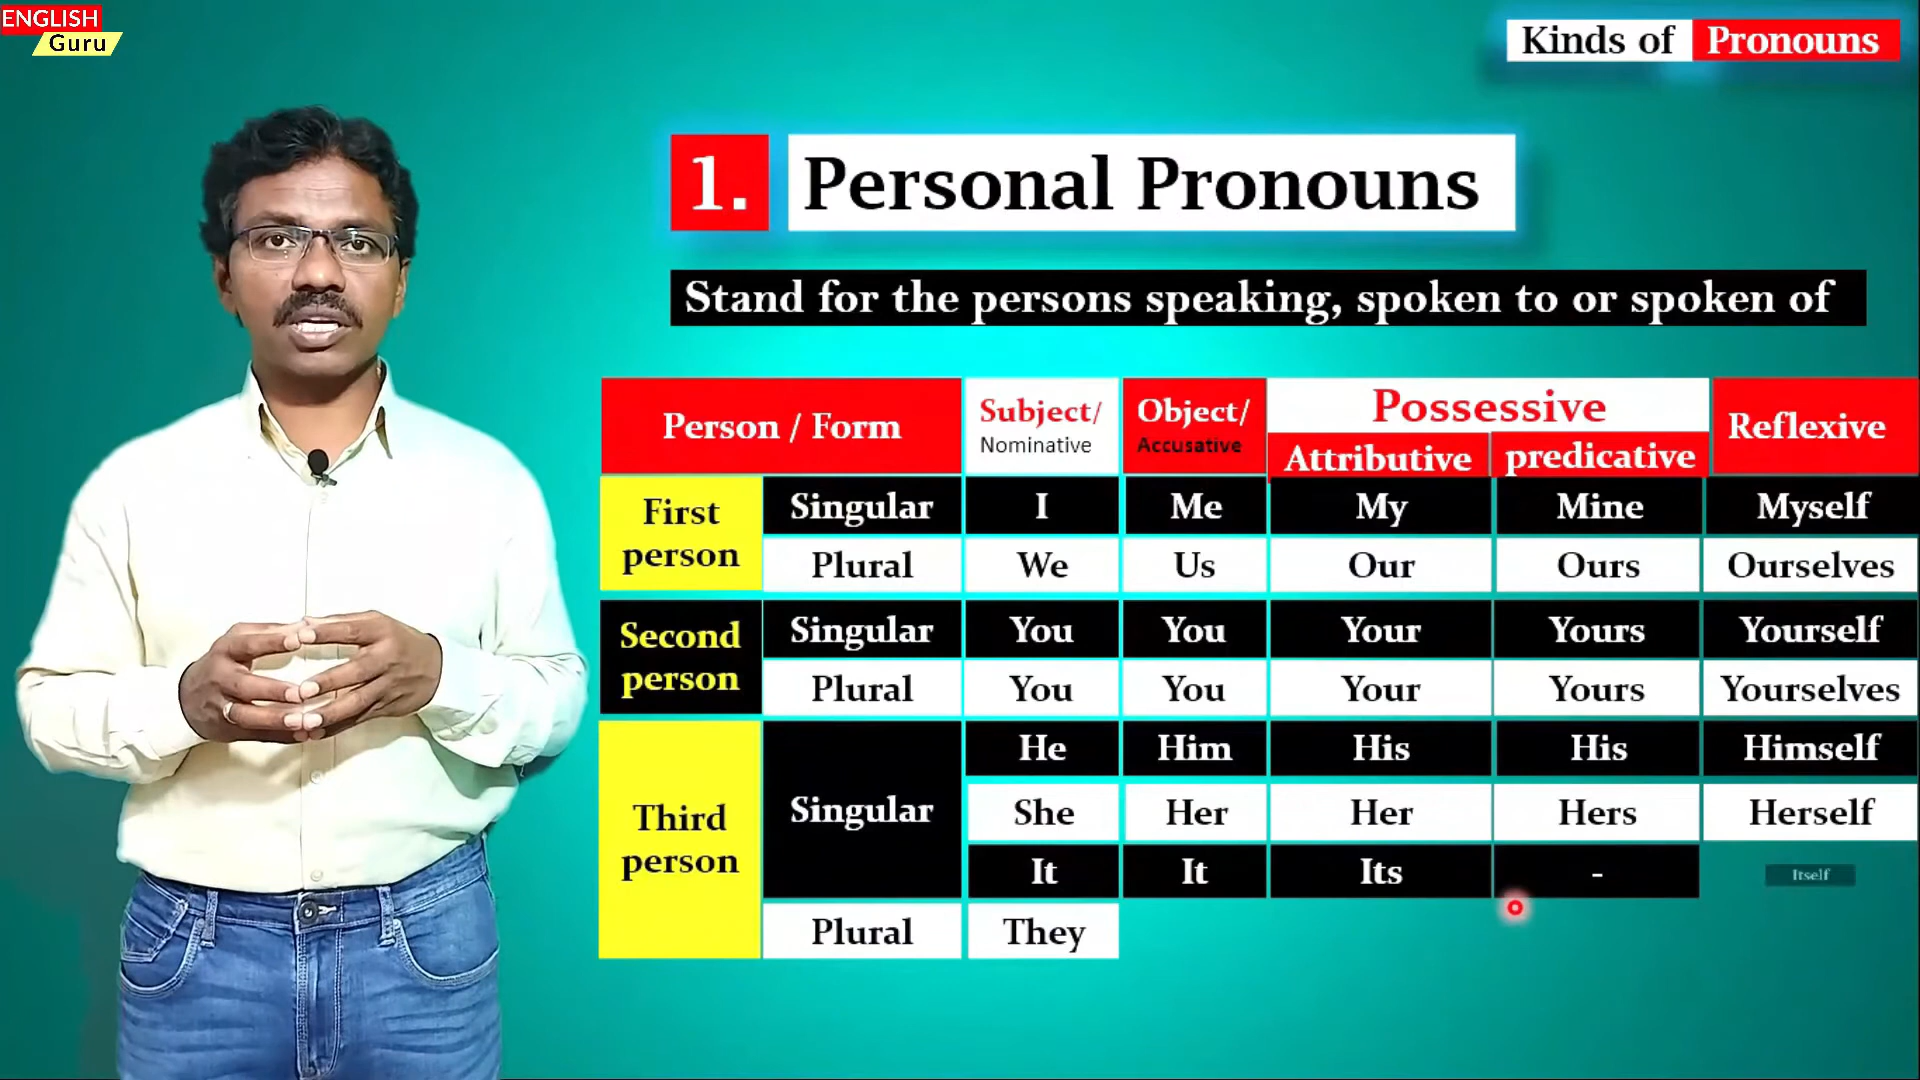 ENGLISH
Guru
Kinds of Pronouns
1. Personal Pronouns
Stand for the persons speaking, spoken to or spoken of
Person / Form
Subject/
Nominative
Object/
Accusative
Possessive
Attributive
predicative
Reflexive
First
person
Singular I Me My Mine Myself
Plural We Us Our Ours Ourselves
Second
person
Singular You You Your Yours Yourself
Plural You You Your Yours Yourselves
Third
person
Singular
He Him His His Himself
She Her Her Hers Herself
It It Its - Itself
Plural They